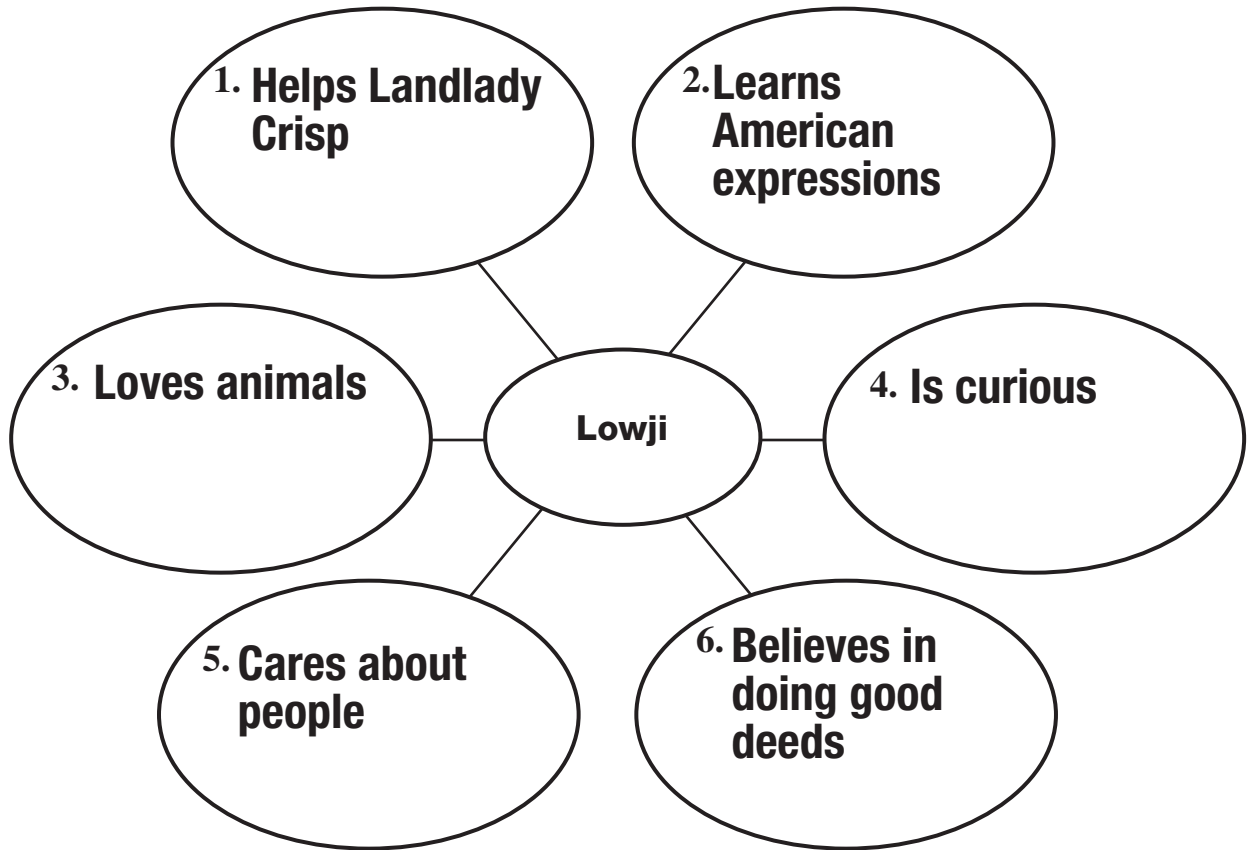 1. Helps Landlady
Crisp
2. Learns
American
expressions
3. Loves animals
Lowji
4. Is curious
5. Cares about
people
6. Believes in
doing good
deeds